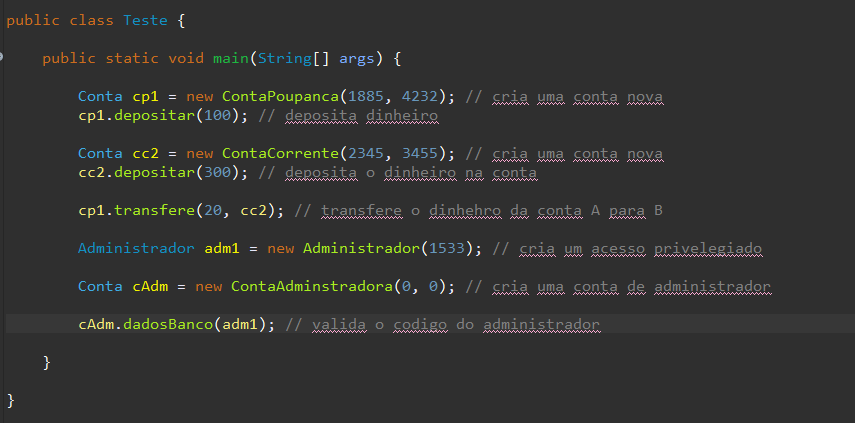 public class Teste {
public static void main(String[] args) {
Conta cp1 = new ContaPoupanca(1885, 4232); // cria uma conta nova
cp1.depositar(100); // deposita dinheiro
Conta cc2 = new ContaCorrente(2345, 3455); // cria uma conta nova
cc2.depositar(300); // deposita o dinheiro na conta
cp1.transfere(20, cc2); // transfere o dinhehro da conta A para B
Administrador adm1 = new Administrador(1533); // cria um acesso privelegiado
Conta cAdm = new ContaAdminstradora(0, 0); // cria uma conta de administrador
cAdm.dadosBanco(adm1); // valida o codigo do administrador
}
}